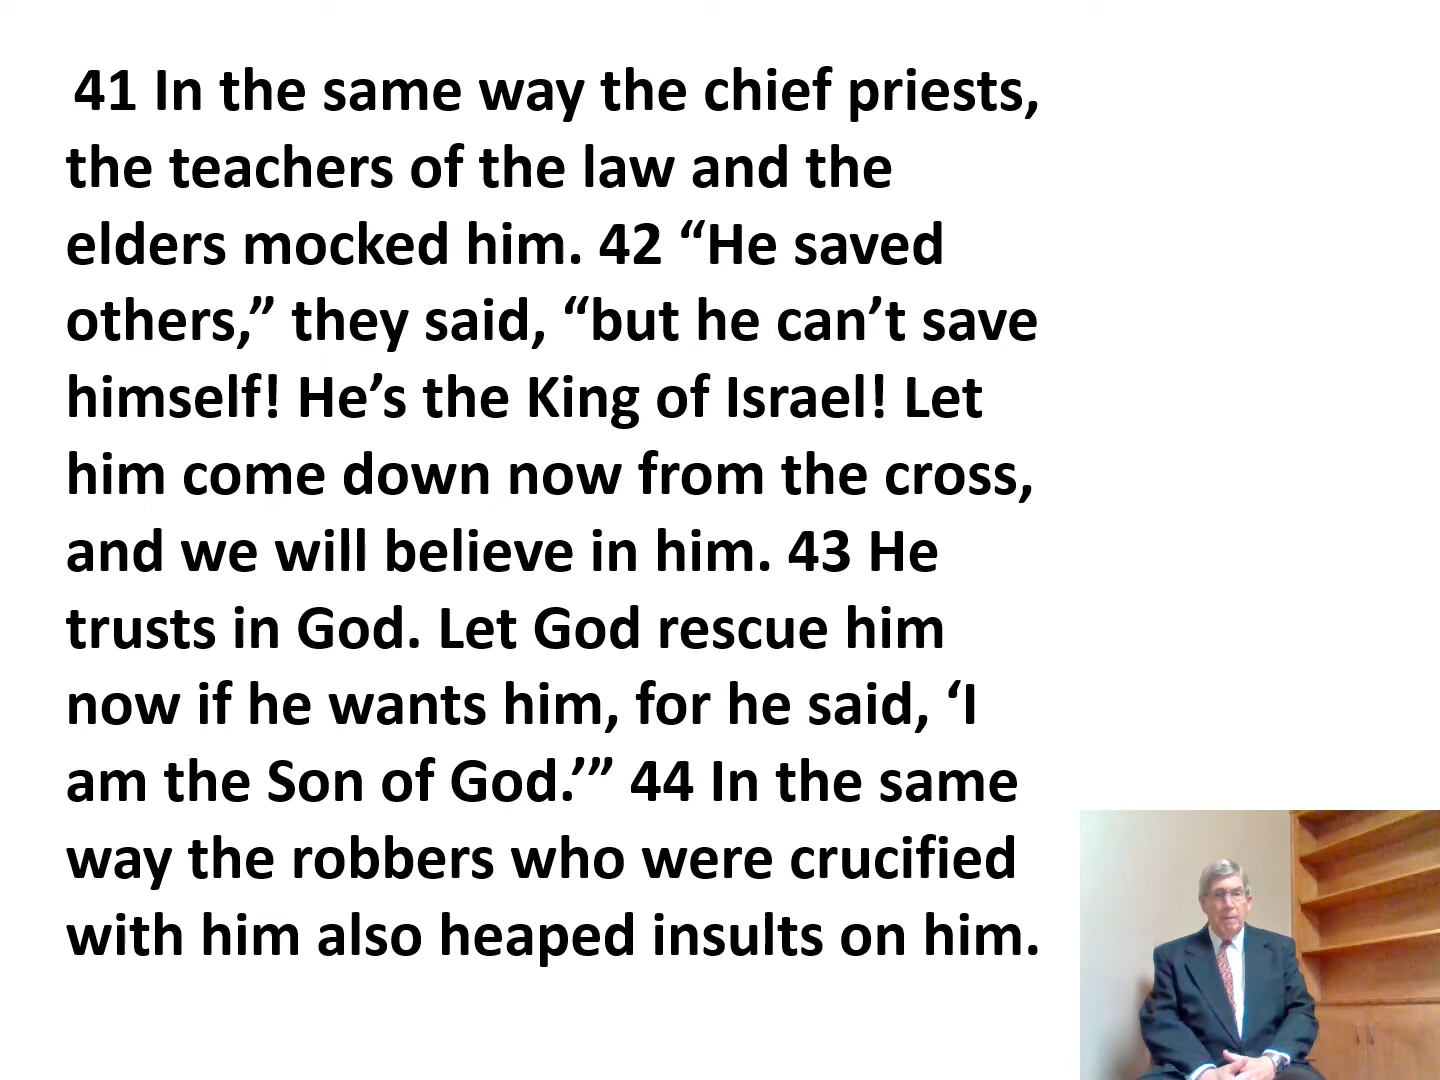 41 In the same way the chief priests,
the teachers of the law and the
elders mocked him. 42 “He saved
others,” they said, “but he can’t save
himself! He’s the King of Israel! Let
him come down now from the cross,
and we will believe in him. 43 He
trusts in God. Let God rescue him
now if he wants him, for he said, ‘I
am the Son of God.’” 44 In the same
way the robbers who were crucified
with him also heaped insults on him.